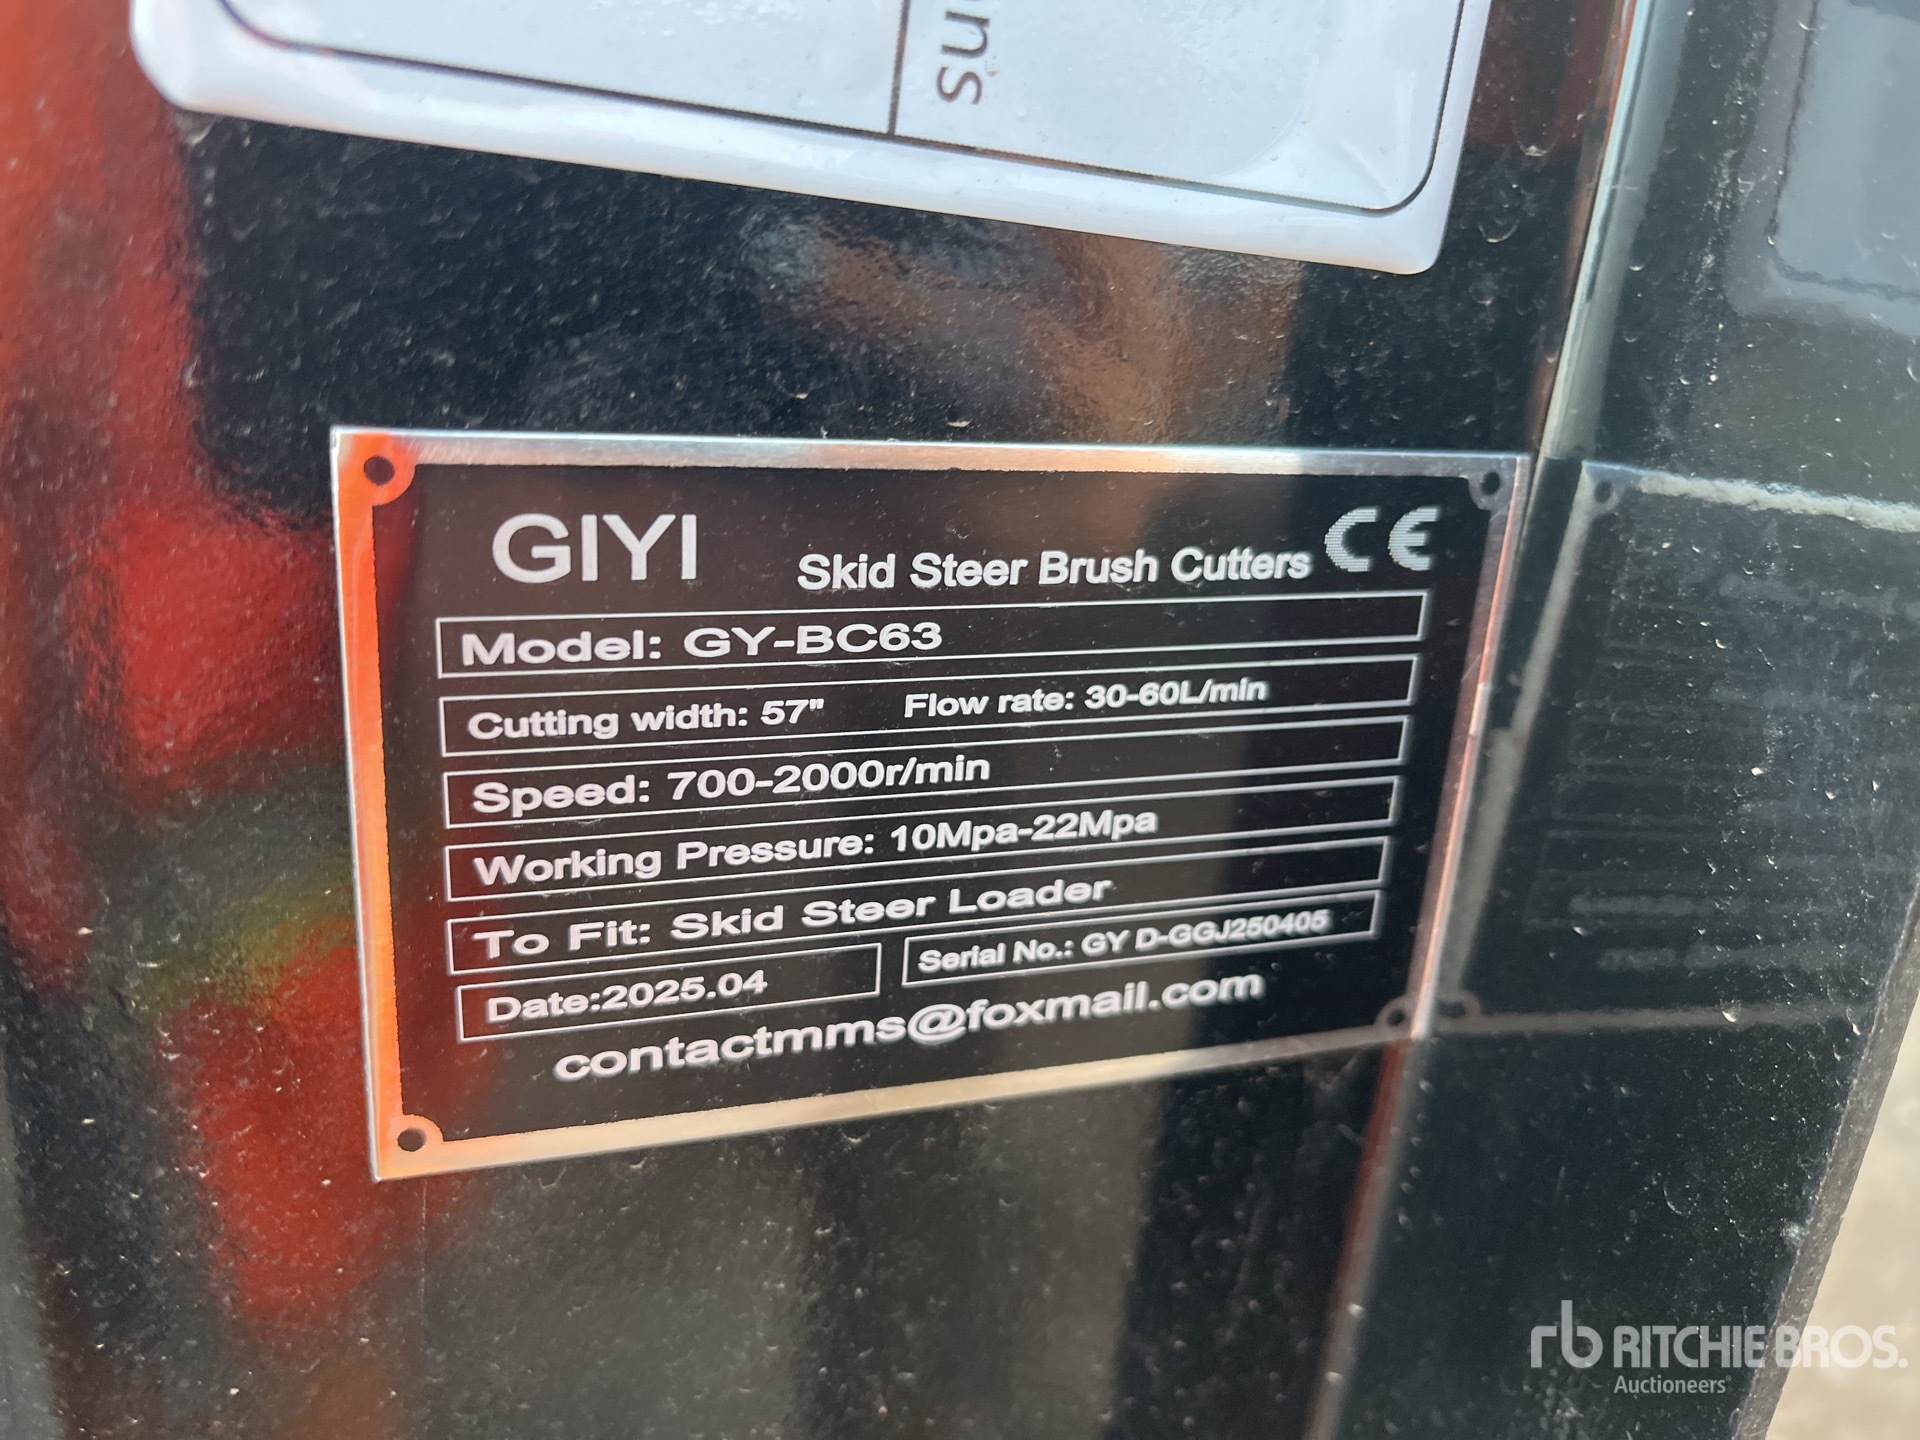 ns
GIYI Skid Steer Brush Cutters CE
Model: GY-BC63
Cutting width: 57" Flow rate: 30-60L/min
Speed: 700-2000r/min
Working Pressure: 10Mpa-22Mpa
To Fit: Skid Steer Loader
Date:2025.04 Serial No.: GY D-GGJ250405
contactmms@foxmail.com
rb RITCHIE BROS.
Auctioneers